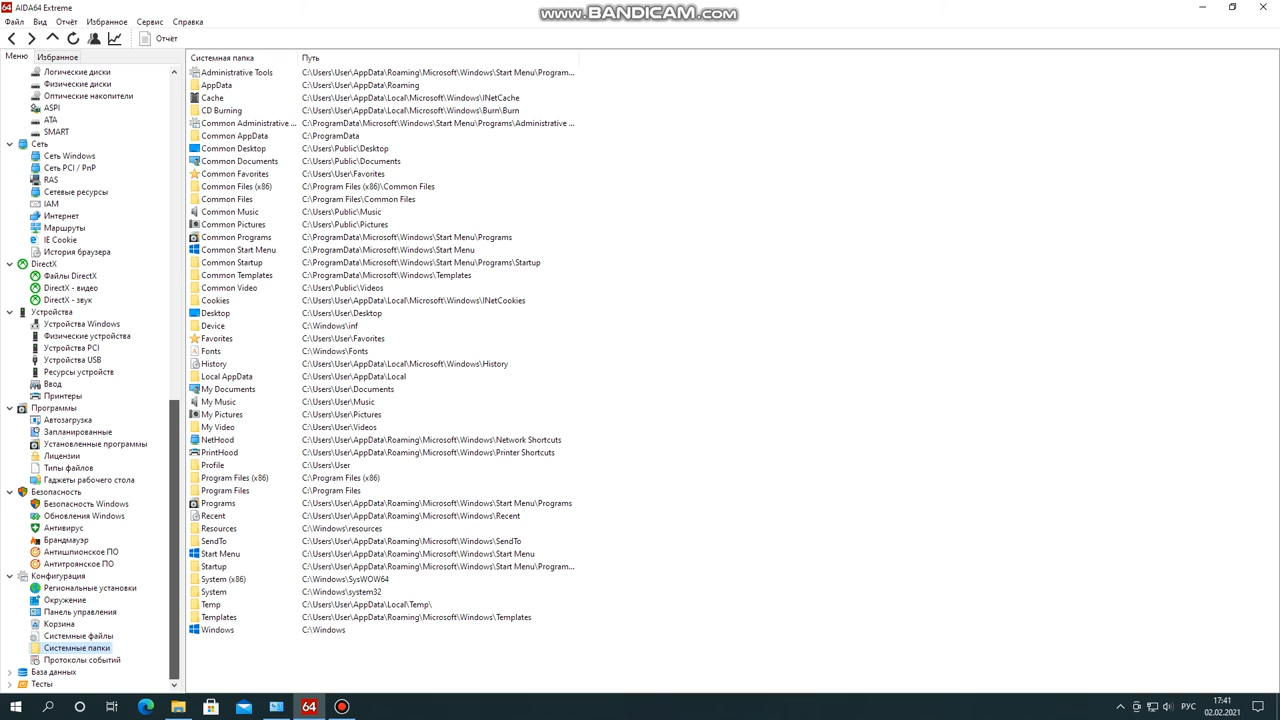 64 AIDA64 Extreme
www.BANDICAM.com
Файл Вид Отчёт Избранное Сервис Справка
Отчёт
Меню Избранное
Логические диски
Физические диски
Оптические накопители
ASPI
ATA
SMART
Сеть
Сеть Windows
Сеть PCI / PnP
RAS
Сетевые ресурсы
IAM
Интернет
Маршруты
IE Cookie
История браузера
DirectX
Файлы DirectX
DirectX - видео
DirectX - звук
Устройства
Устройства Windows
Физические устройства
Устройства PCI
Устройства USB
Ресурсы устройств
Ввод
Принтеры
Программы
Автозагрузка
Запланированные
Установленные программы
Лицензии
Типы файлов
Гаджеты рабочего стола
Безопасность
Безопасность Windows
Обновления Windows
Антивирус
Брандмауэр
Антишпионское ПО
Антитроянское ПО
Конфигурация
Региональные установки
Окружение
Панель управления
Корзина
Системные файлы
Системные папки
Протоколы событий
База данных
Тесты
Системная папка Путь
Administrative Tools C:\Users\User\AppData\Roaming\Microsoft\Windows\Start Menu\Program...
AppData C:\Users\User\AppData\Roaming
Cache C:\Users\User\AppData\Local\Microsoft\Windows\INetCache
CD Burning C:\Users\User\AppData\Local\Microsoft\Windows\Burn\Burn
Common Administrative ... C:\ProgramData\Microsoft\Windows\Start Menu\Programs\Administrative ...
Common AppData C:\ProgramData
Common Desktop C:\Users\Public\Desktop
Common Documents C:\Users\Public\Documents
Common Favorites C:\Users\User\Favorites
Common Files (x86) C:\Program Files (x86)\Common Files
Common Files C:\Program Files\Common Files
Common Music C:\Users\Public\Music
Common Pictures C:\Users\Public\Pictures
Common Programs C:\ProgramData\Microsoft\Windows\Start Menu\Programs
Common Start Menu C:\ProgramData\Microsoft\Windows\Start Menu
Common Startup C:\ProgramData\Microsoft\Windows\Start Menu\Programs\Startup
Common Templates C:\ProgramData\Microsoft\Windows\Templates
Common Video C:\Users\Public\Videos
Cookies C:\Users\User\AppData\Local\Microsoft\Windows\INetCookies
Desktop C:\Users\User\Desktop
Device C:\Windows\inf
Favorites C:\Users\User\Favorites
Fonts C:\Windows\Fonts
History C:\Users\User\AppData\Local\Microsoft\Windows\History
Local AppData C:\Users\User\AppData\Local
My Documents C:\Users\User\Documents
My Music C:\Users\User\Music
My Pictures C:\Users\User\Pictures
My Video C:\Users\User\Videos
NetHood C:\Users\User\AppData\Roaming\Microsoft\Windows\Network Shortcuts
PrintHood C:\Users\User\AppData\Roaming\Microsoft\Windows\Printer Shortcuts
Profile C:\Users\User
Program Files (x86) C:\Program Files (x86)
Program Files C:\Program Files
Programs C:\Users\User\AppData\Roaming\Microsoft\Windows\Start Menu\Programs
Recent C:\Users\User\AppData\Roaming\Microsoft\Windows\Recent
Resources C:\Windows\resources
SendTo C:\Users\User\AppData\Roaming\Microsoft\Windows\SendTo
Start Menu C:\Users\User\AppData\Roaming\Microsoft\Windows\Start Menu
Startup C:\Users\User\AppData\Roaming\Microsoft\Windows\Start Menu\Program...
System (x86) C:\Windows\SysWOW64
System C:\Windows\system32
Temp C:\Users\User\AppData\Local\Temp\
Templates C:\Users\User\AppData\Roaming\Microsoft\Windows\Templates
Windows C:\Windows
64
РУС
17:41
02.02.2021